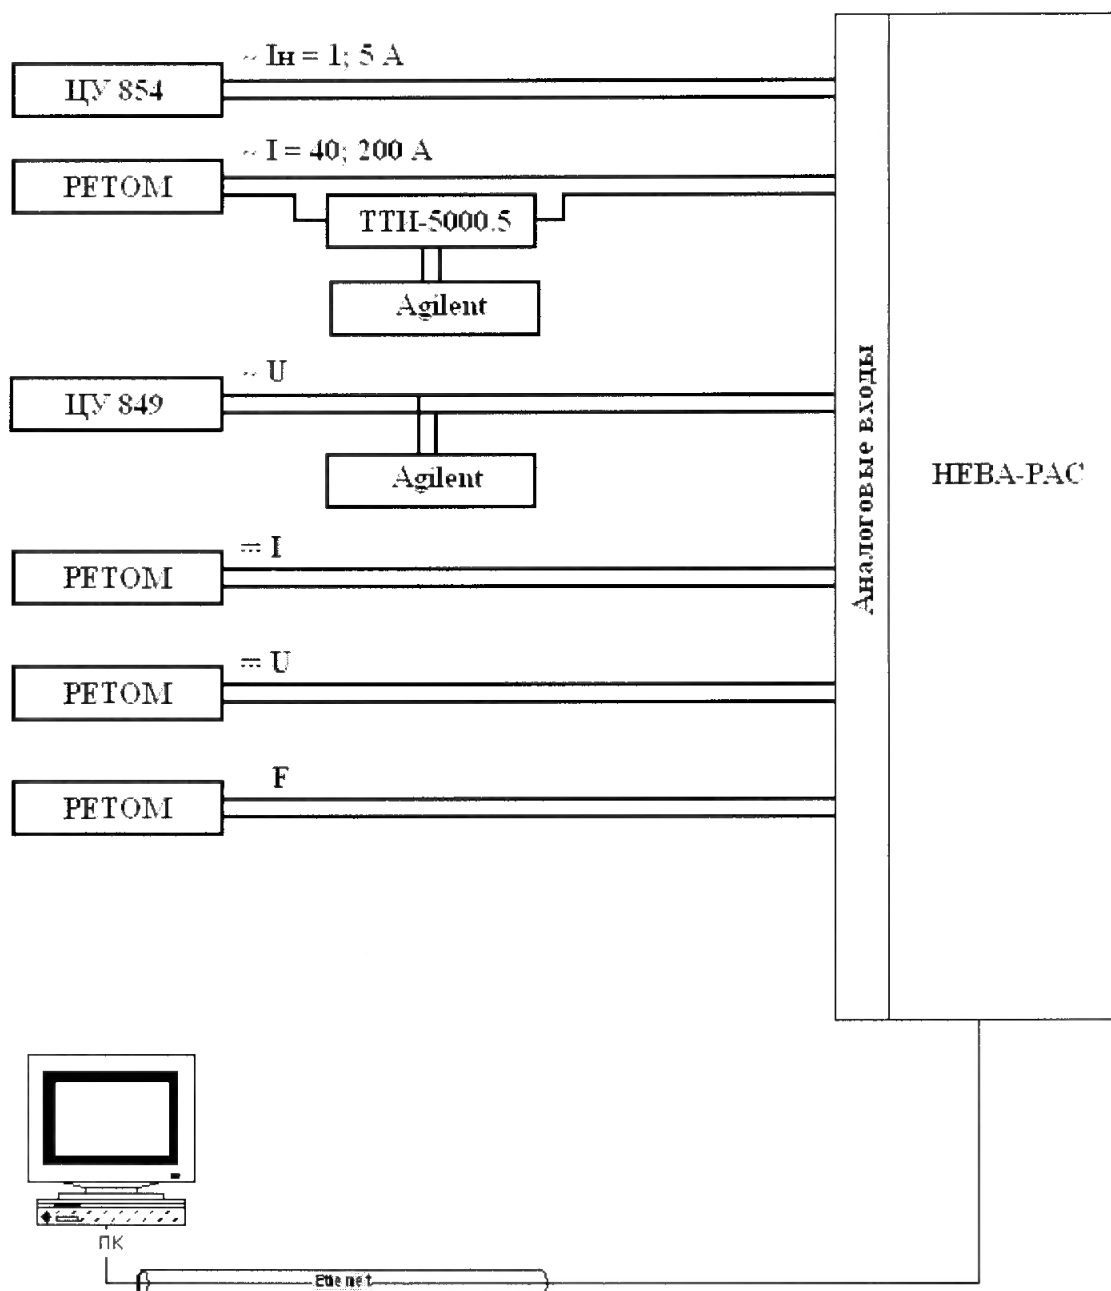 ~ Iн = 1; 5 А
ЦУ 854
~ I = 40; 200 А
РЕТОМ
ТТИ-5000.5
Agilent
~ U
ЦУ 849
Agilent
= I
РЕТОМ
= U
РЕТОМ
F
РЕТОМ
Аналоговые входы
НЕВА-РАС
ПК
Ethernet